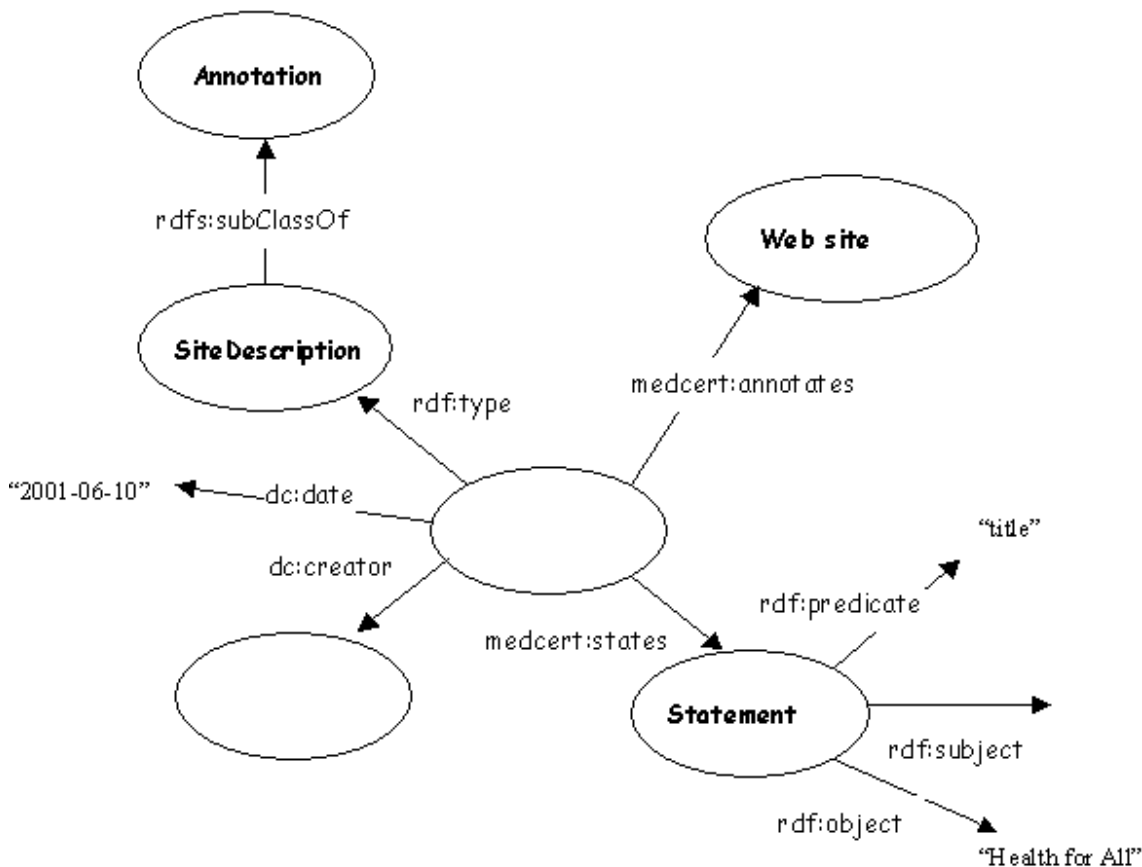 Annotation
rdfs:subClassOf
Web site
SiteDescription
medcert:annotates
rdf:type
“2001-06-10”
dc:date
“title”
dc:creator
rdf:predicate
medcert:states
Statement
rdf:subject
rdf:object
“Health for All”